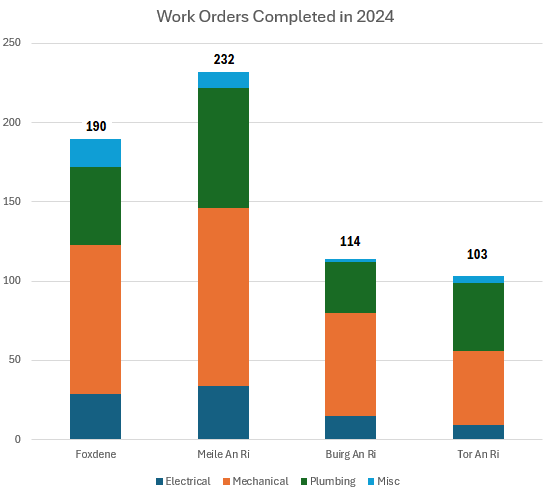 Work Orders Completed in 2024
250
200
150
100
50
0
190
232
114
103
Foxdene
Meile An Ri
Buirg An Ri
Tor An Ri
Electrical
Mechanical
Plumbing
Misc